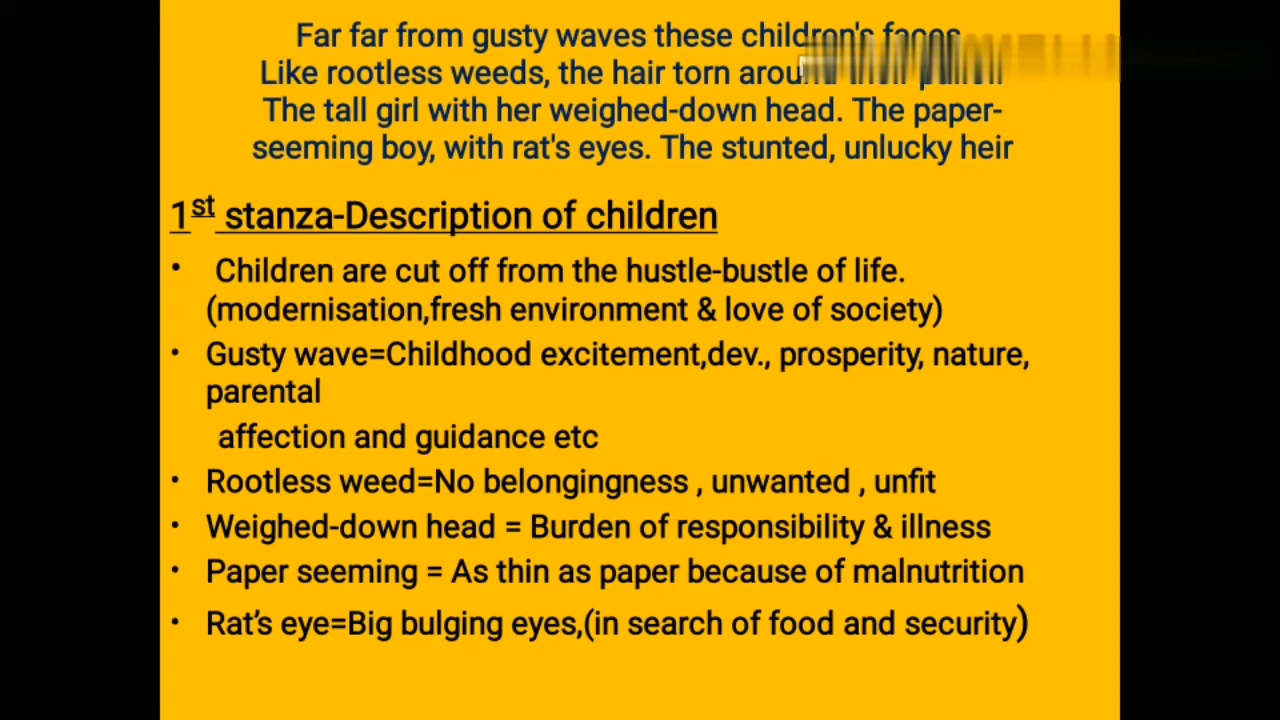 Far far from gusty waves these children's faces
Like rootless weeds, the hair torn around their
The tall girl with her weighed-down head. The paper-
seeming boy, with rat's eyes. The stunted, unlucky heir
1st stanza-Description of children
• Children are cut off from the hustle-bustle of life.
(modernisation,fresh environment & love of society)
• Gusty wave=Childhood excitement,dev., prosperity, nature,
parental
affection and guidance etc
• Rootless weed=No belongingness , unwanted , unfit
• Weighed-down head = Burden of responsibility & illness
• Paper seeming = As thin as paper because of malnutrition
• Rat’s eye=Big bulging eyes,(in search of food and security)